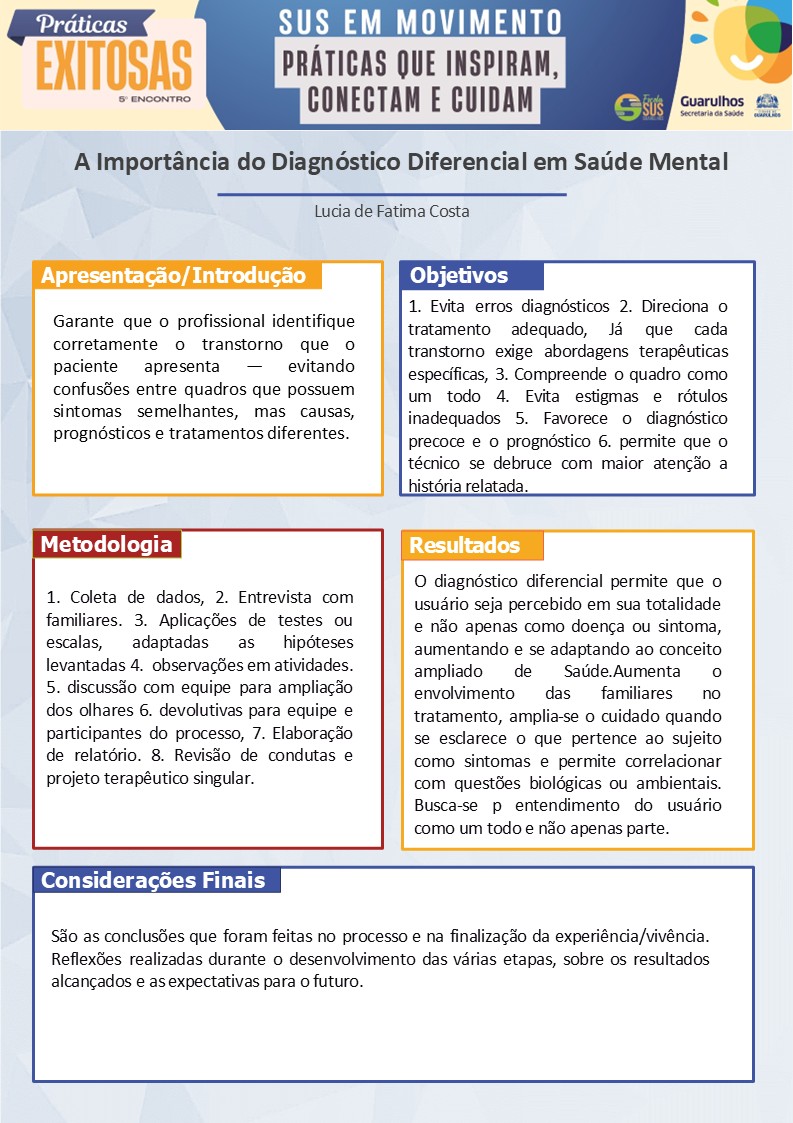 Práticas
EXITOSAS
5º ENCONTRO
SUS EM MOVIMENTO
PRÁTICAS QUE INSPIRAM,
CONECTAM E CUIDAM
Escola
SUS
Guarulhos
Secretaria da Saúde
GUARULHOS
A Importância do Diagnóstico Diferencial em Saúde Mental
Lucia de Fatima Costa
Apresentação/Introdução
Garante que o profissional identifique
corretamente o transtorno que o
paciente apresenta — evitando
confusões entre quadros que possuem
sintomas semelhantes, mas causas,
prognósticos e tratamentos diferentes.
Objetivos
1. Evita erros diagnósticos 2. Direciona o
tratamento adequado, Já que cada
transtorno exige abordagens terapêuticas
específicas, 3. Compreende o quadro como
um todo 4. Evita estigmas e rótulos
inadequados 5. Favorece o diagnóstico
precoce e o prognóstico 6. permite que o
técnico se debruce com maior atenção a
história relatada.
Metodologia
1. Coleta de dados, 2. Entrevista com
familiares. 3. Aplicações de testes ou
escalas, adaptadas as hipóteses
levantadas 4. observações em atividades.
5. discussão com equipe para ampliação
dos olhares 6. devolutivas para equipe e
participantes do processo, 7. Elaboração
de relatório. 8. Revisão de condutas e
projeto terapêutico singular.
Resultados
O diagnóstico diferencial permite que o
usuário seja percebido em sua totalidade
e não apenas como doença ou sintoma,
aumentando e se adaptando ao conceito
ampliado de Saúde.Aumenta o
envolvimento das familiares no
tratamento, amplia-se o cuidado quando
se esclarece o que pertence ao sujeito
como sintomas e permite correlacionar
com questões biológicas ou ambientais.
Busca-se p entendimento do usuário
como um todo e não apenas parte.
Considerações Finais
São as conclusões que foram feitas no processo e na finalização da experiência/vivência.
Reflexões realizadas durante o desenvolvimento das várias etapas, sobre os resultados
alcançados e as expectativas para o futuro.